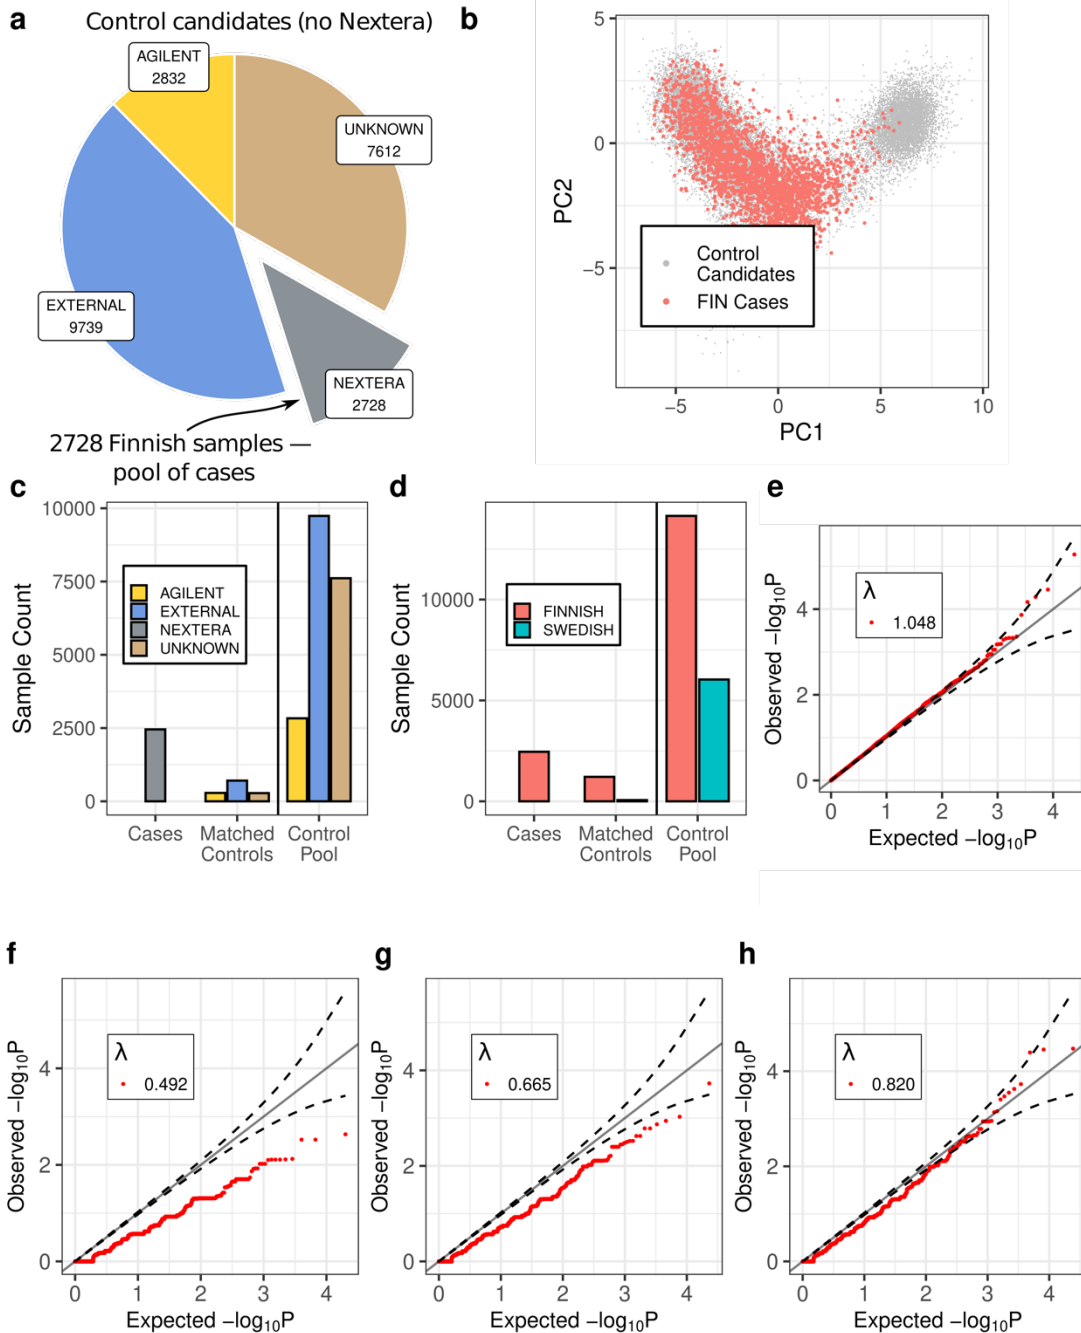 a
Control candidates (no Nextera)
AGILENT
2832
UNKNOWN
7612
EXTERNAL
9739
NEXTERA
2728
2728 Finnish samples —
pool of cases
b
5
0
−5
PC2
Control
Candidates
FIN Cases
−5 0 5 10
PC1
c
10000
7500
5000
2500
0
Sample Count
AGILENT
EXTERNAL
NEXTERA
UNKNOWN
Cases Matched Controls Control Pool
d
10000
5000
0
Sample Count
FINNISH
SWEDISH
Cases Matched Controls Control Pool
e
4
2
0
Observed −log10P
λ
1.048
0 1 2 3 4
Expected −log10P
f
4
2
0
Observed −log10P
λ
0.492
0 1 2 3 4
Expected −log10P
g
4
2
0
Observed −log10P
λ
0.665
0 1 2 3 4
Expected −log10P
h
4
2
0
Observed −log10P
λ
0.820
0 1 2 3 4
Expected −log10P